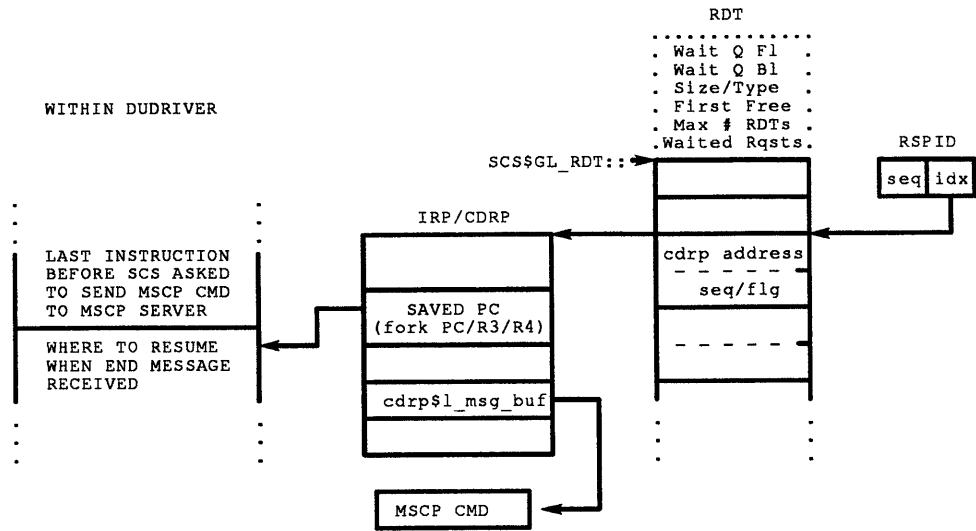 RDT
Wait Q Fl
Wait Q Bl
Size/Type
First Free
Max # RDTs
Waited Rqsts
WITHIN DUDRIVER
RSPID
SCS$GL_RDT::
seq idx
IRP/CDRP
LAST INSTRUCTION
BEFORE SCS ASKED
TO SEND MSCP CMD
TO MSCP SERVER
cdrp address
seq/flg
SAVED PC
(fork PC/R3/R4)
WHERE TO RESUME
WHEN END MESSAGE
RECEIVED
cdrp$l_msg_buf
MSCP CMD